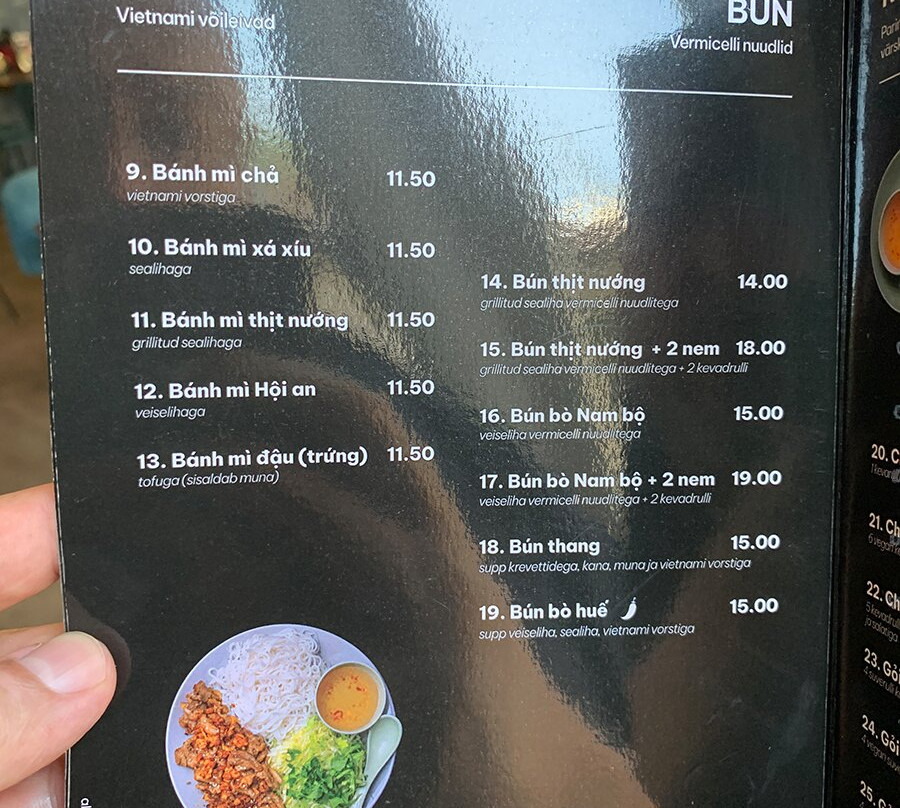 Vietnami võileivad
9. Bánh mì chả 11.50
vietnami vorstiga
10. Bánh mì xá xíu 11.50
sealihaga
11. Bánh mì thịt nướng 11.50
grillitud sealihaga
12. Bánh mì Hội an 11.50
veiselihaga
13. Bánh mì đậu (trứng) 11.50
tofuga (sisaldab muna)
BÚN
Vermicelli nuudlid
14. Bún thịt nướng 14.00
grillitud sealiha vermicelli nuudlitega
15. Bún thịt nướng + 2 nem 18.00
grillitud sealiha vermicelli nuudlitega + 2 kevadrulli
16. Bún bò Nam bộ 15.00
veiseliha vermicelli nuudlitega
17. Bún bò Nam bộ + 2 nem 19.00
veiseliha vermicelli nuudlitega + 2 kevadrulli
18. Bún thang 15.00
supp krevettidega, kana, muna ja vietnami vorstiga
19. Bún bò huế 15.00
supp veiseliha, sealiha, vietnami vorstiga
20.
21.
22.
23. Gỏi
24. Gỏi
25.